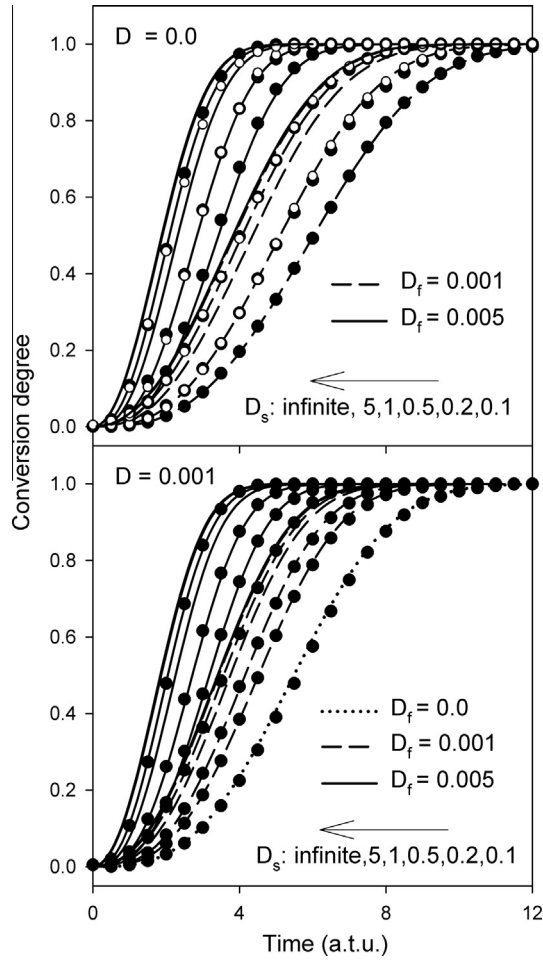 D = 0.0
1.0
0.8
0.6
0.4
0.2
0.0
D_f = 0.001
D_f = 0.005
D_s: infinite, 5,1,0.5,0.2,0.1
Conversion degree
D = 0.001
1.0
0.8
0.6
0.4
0.2
0.0
D_f = 0.0
D_f = 0.001
D_f = 0.005
D_s: infinite,5,1,0.5,0.2,0.1
0 4 8 12
Time (a.t.u.)